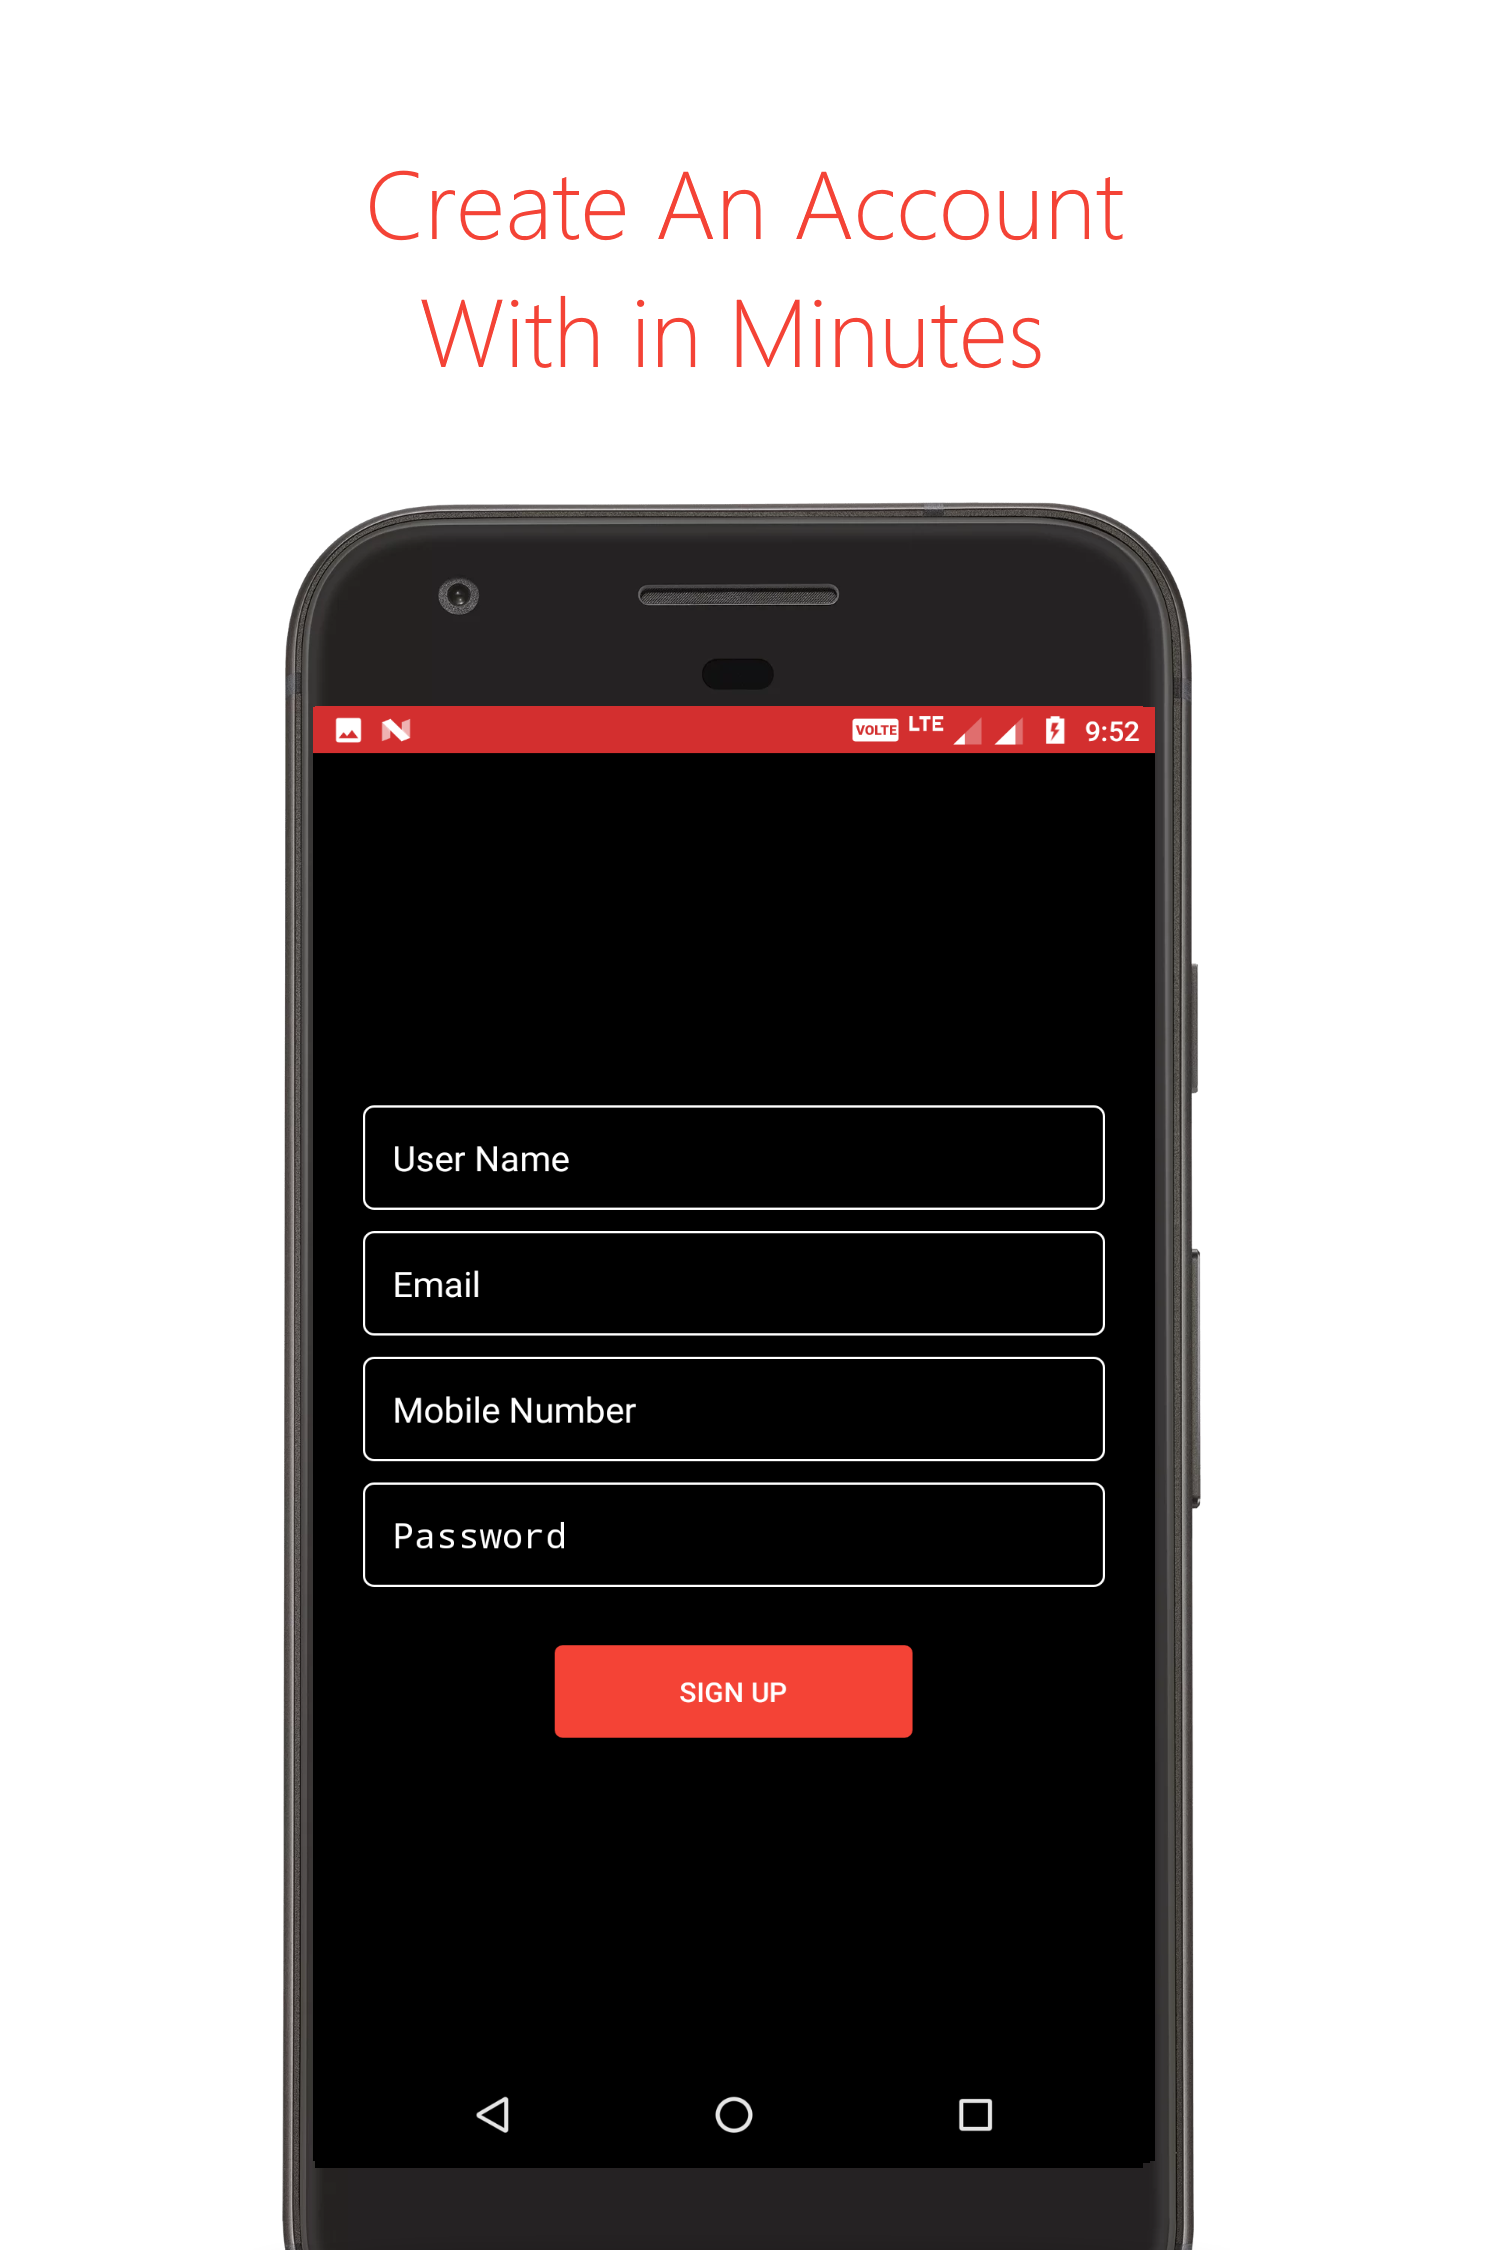 Create An Account
With in Minutes
VOLTE LTE 9:52
User Name
Email
Mobile Number
Password
SIGN UP